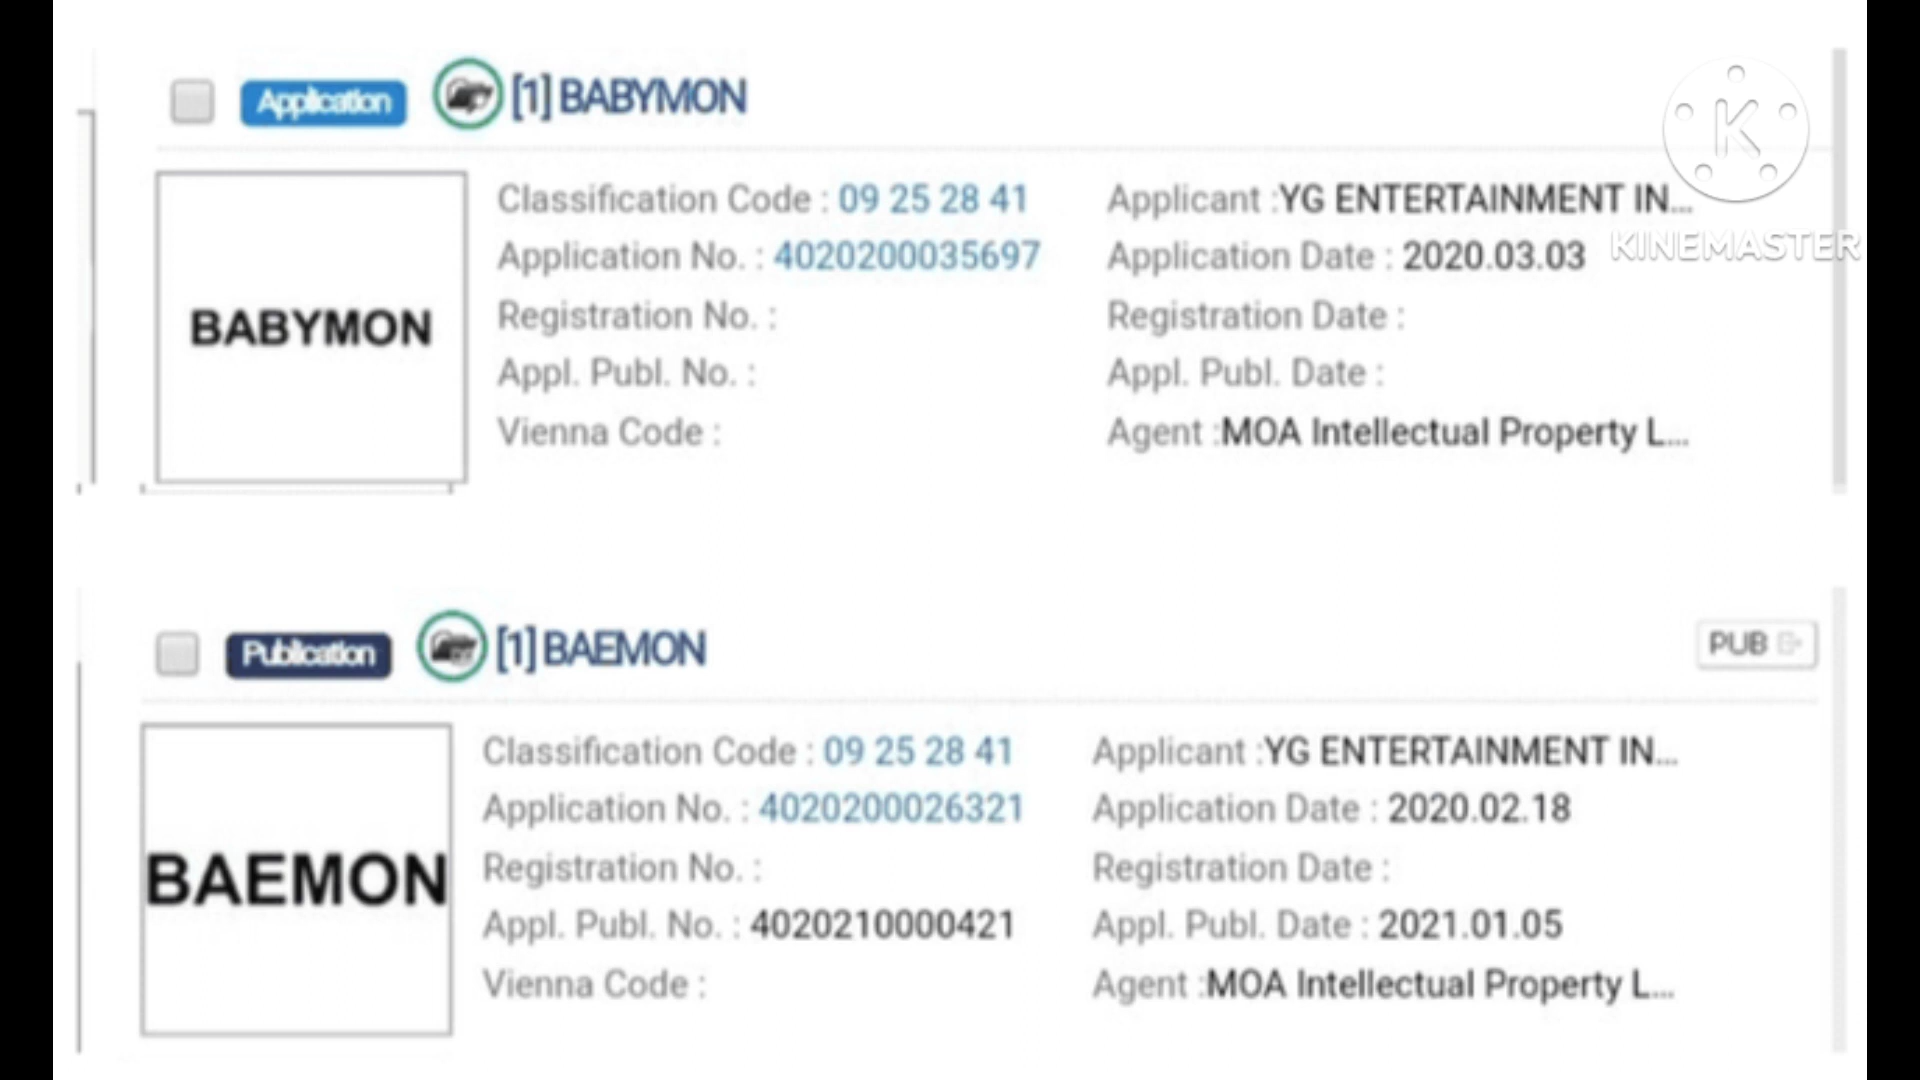 Application [1] BABYMON
BABYMON
Classification Code : 09 25 28 41
Applicant :YG ENTERTAINMENT IN...
Application No. : 4020200035697
Application Date : 2020.03.03
Registration No. :
Registration Date :
Appl. Publ. No. :
Appl. Publ. Date :
Vienna Code :
Agent :MOA Intellectual Property L...
K
KINEMASTER
Publication [1] BAEMON
PUB
BAEMON
Classification Code : 09 25 28 41
Applicant :YG ENTERTAINMENT IN...
Application No. : 4020200026321
Application Date : 2020.02.18
Registration No. :
Registration Date :
Appl. Publ. No. : 4020210000421
Appl. Publ. Date : 2021.01.05
Vienna Code :
Agent :MOA Intellectual Property L...